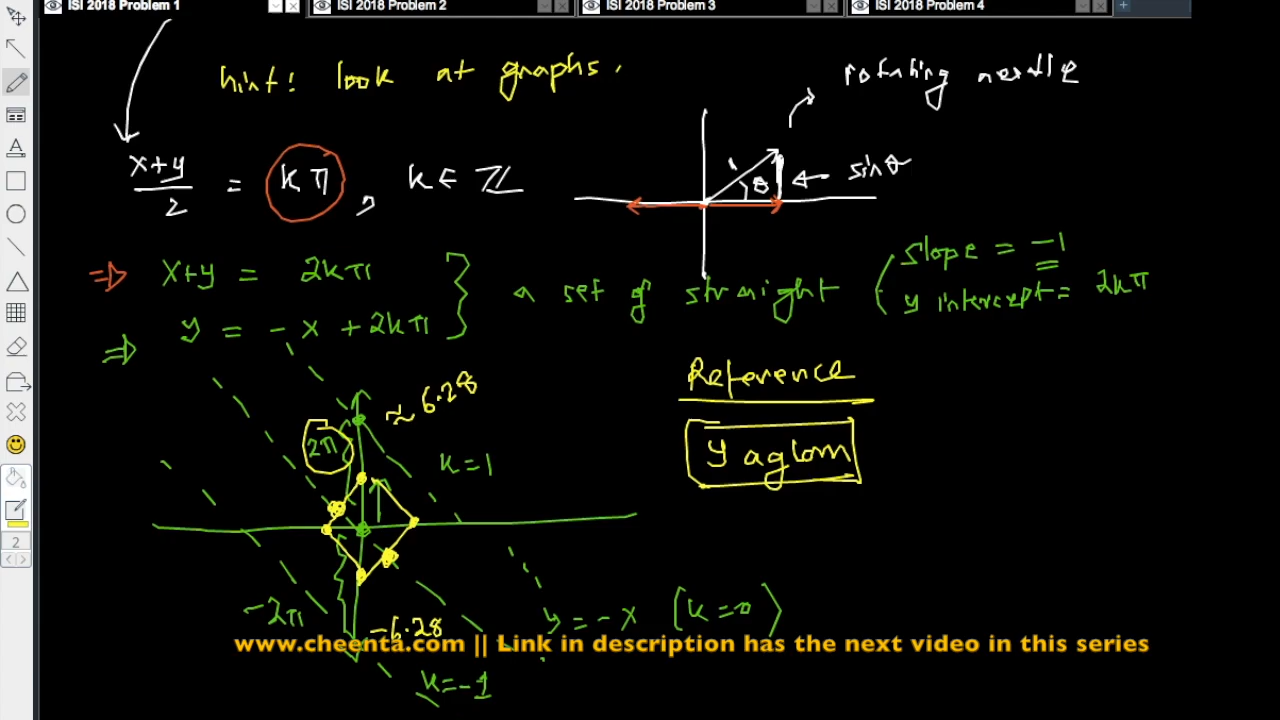 ISI 2018 Problem 1 ISI 2018 Problem 2 ISI 2018 Problem 3 ISI 2018 Problem 4
hint! look at graphs.
rotating needle
x+y/2 = kπ, k ∈ ℤ
1 θ sinθ
⇒ x+y = 2kπ
⇒ y = -x + 2kπ
a set of straight
slope = -1
y intercept = 2kπ
Reference
Yaglom
≈ 6.28
2π
k=1
-2π
-6.28
y = -x (k=0)
www.cheenta.com || Link in description has the next video in this series
k=-1
2